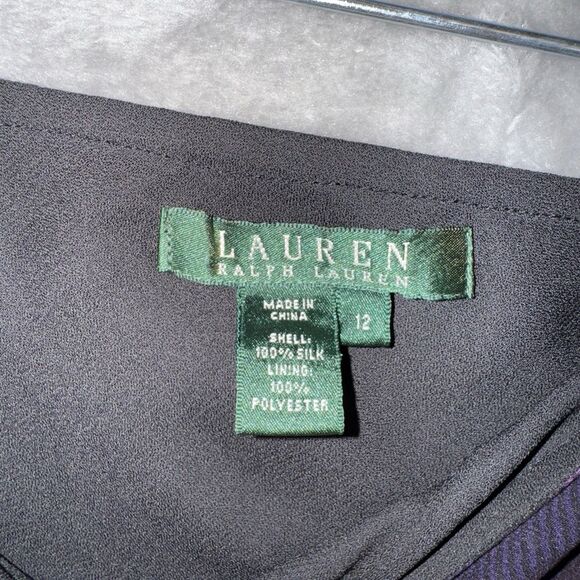 LAUREN
RALPH LAUREN
MADE IN
CHINA
SHELL:
100% SILK
LINING:
100%
POLYESTER
12